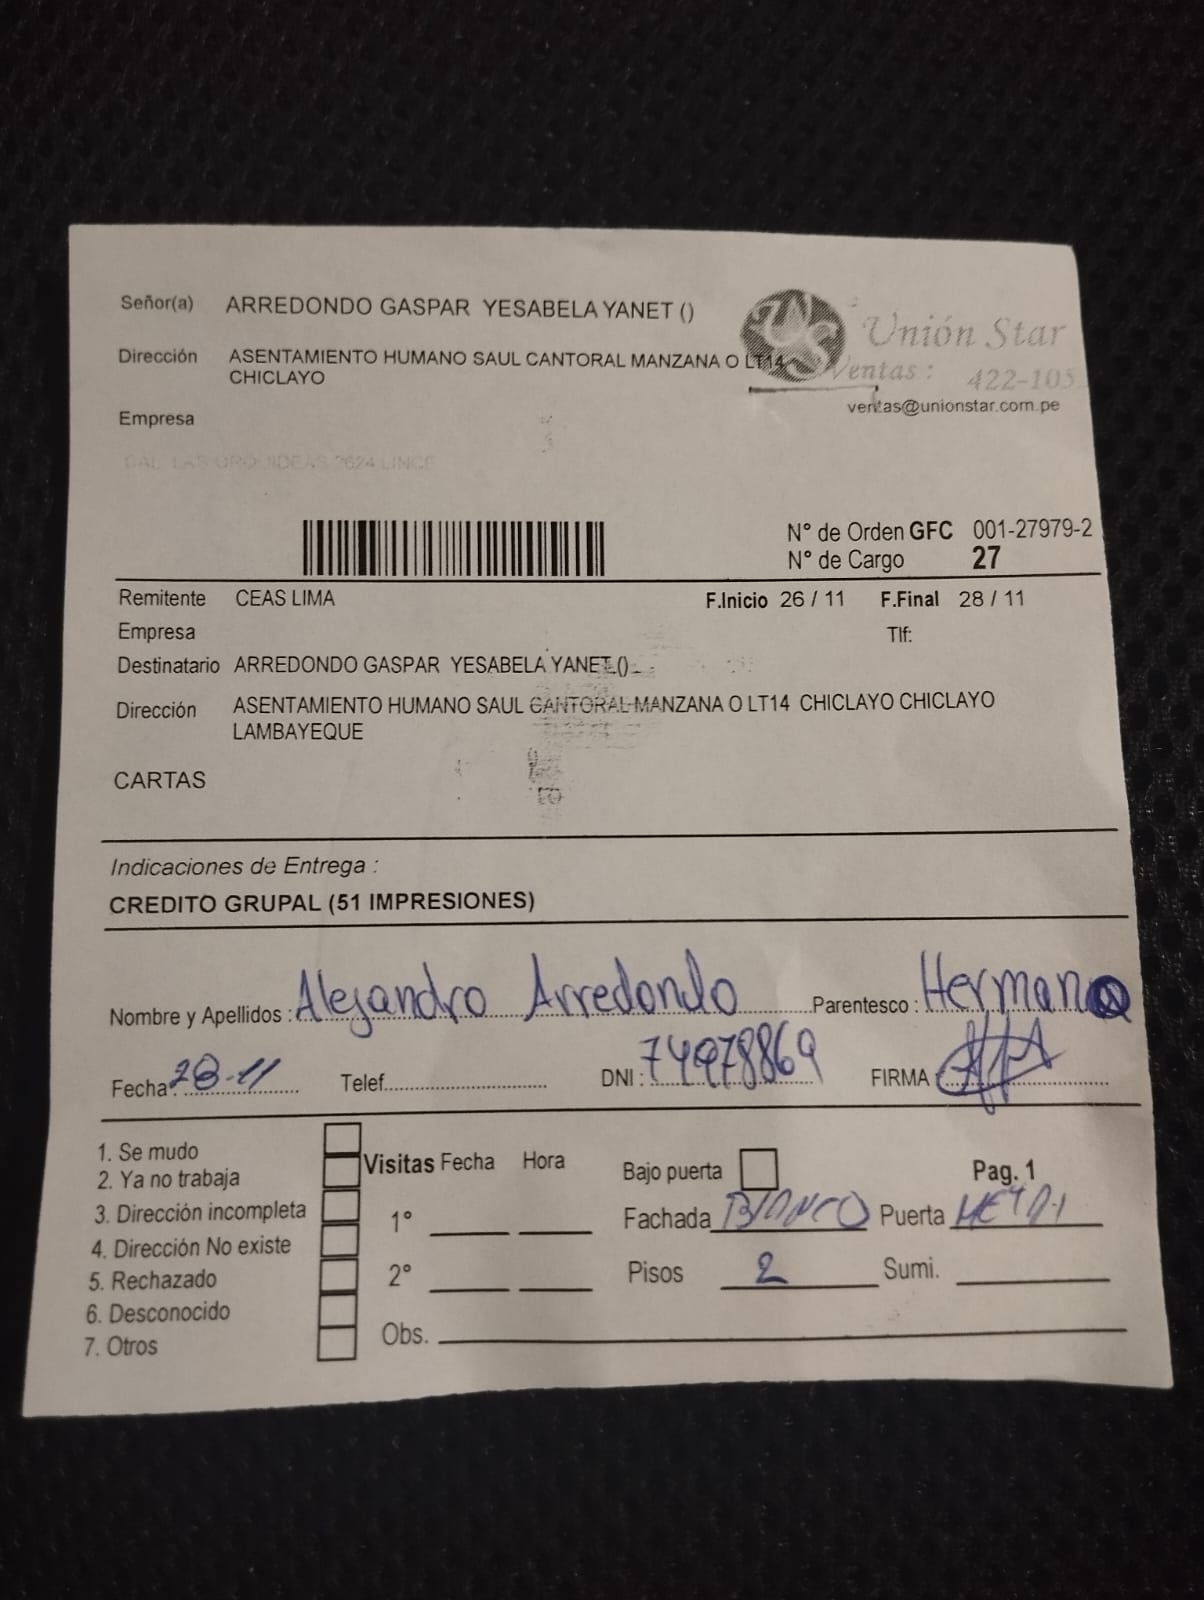 Señor(a) ARREDONDO GASPAR YESABELA YANET ()
Unión Star
Dirección ASENTAMIENTO HUMANO SAUL CANTORAL MANZANA O LT14
CHICLAYO
Ventas : 422-105
ventas@unionstar.com.pe
Empresa
CAL LAS ORQUIDEAS 2624 LINCE
N° de Orden GFC 001-27979-2
N° de Cargo 27
Remitente CEAS LIMA F.Inicio 26 / 11 F.Final 28 / 11
Empresa Tlf:
Destinatario ARREDONDO GASPAR YESABELA YANET ()
Dirección ASENTAMIENTO HUMANO SAUL CANTORAL MANZANA O LT14 CHICLAYO CHICLAYO
LAMBAYEQUE
CARTAS
Indicaciones de Entrega :
CREDITO GRUPAL (51 IMPRESIONES)
Nombre y Apellidos : Alejandro Arredondo Parentesco : Hermano
Fecha : 28-11 Telef. DNI : 74978869 FIRMA
1. Se mudo
2. Ya no trabaja
3. Dirección incompleta
4. Dirección No existe
5. Rechazado
6. Desconocido
7. Otros
Visitas Fecha Hora
1°
2°
Obs.
Bajo puerta Pag. 1
Fachada Blanco Puerta Metal
Pisos 2 Sumi.